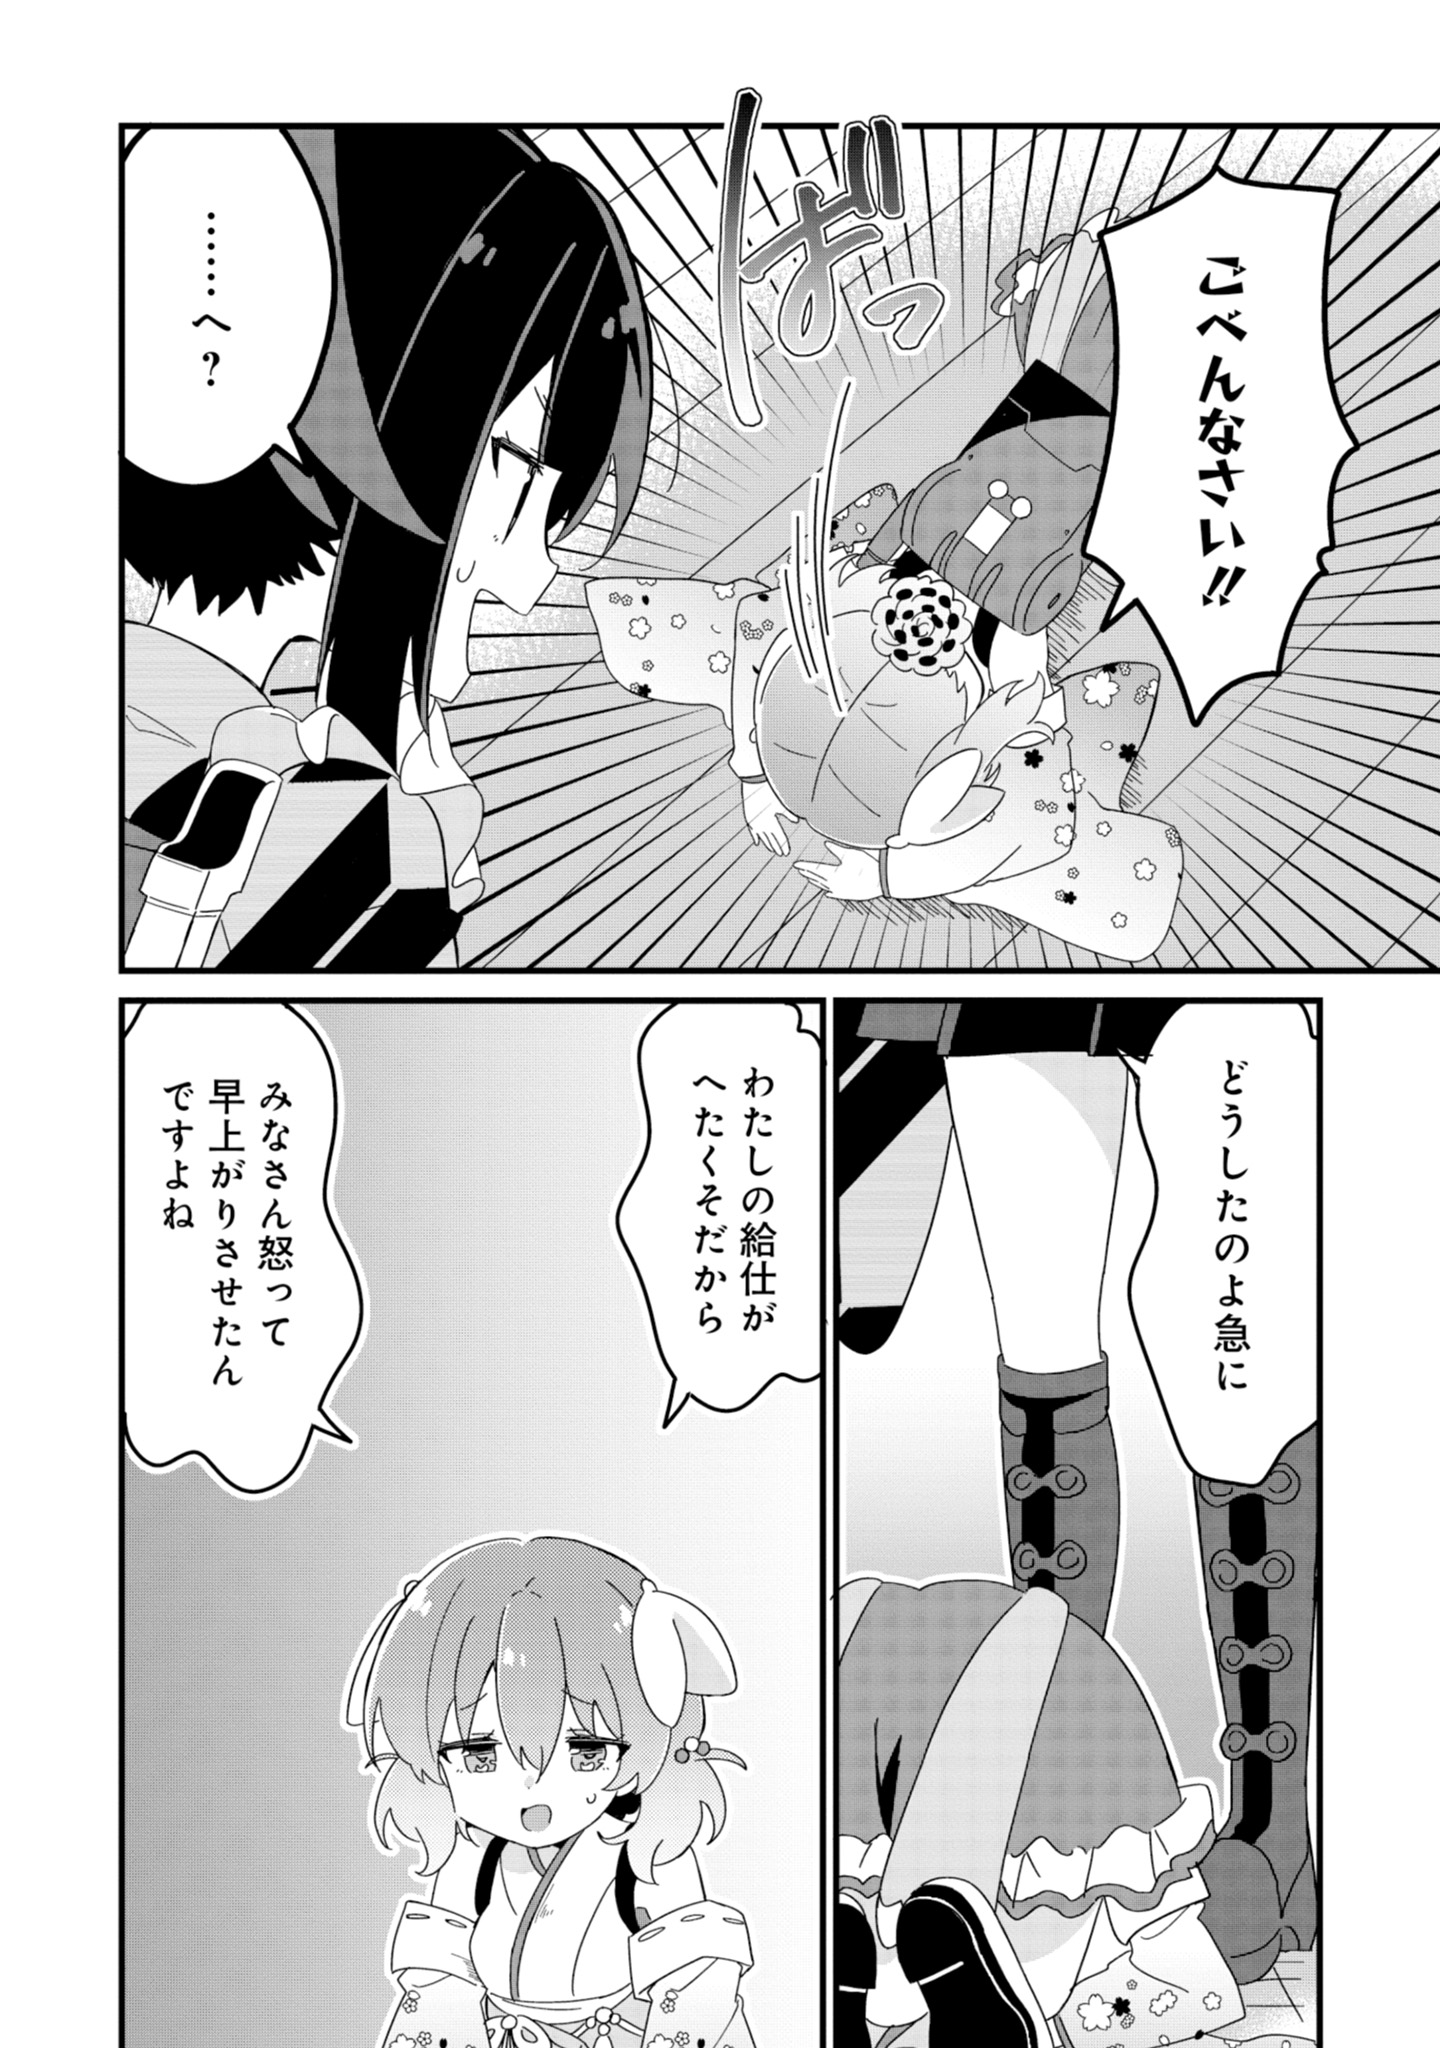 ごべんなさい!!
がばっ
……へ?
どうしたのよ急に
わたしの給仕が
へたくそだから
みなさん怒って
早上がりさせたん
ですよね